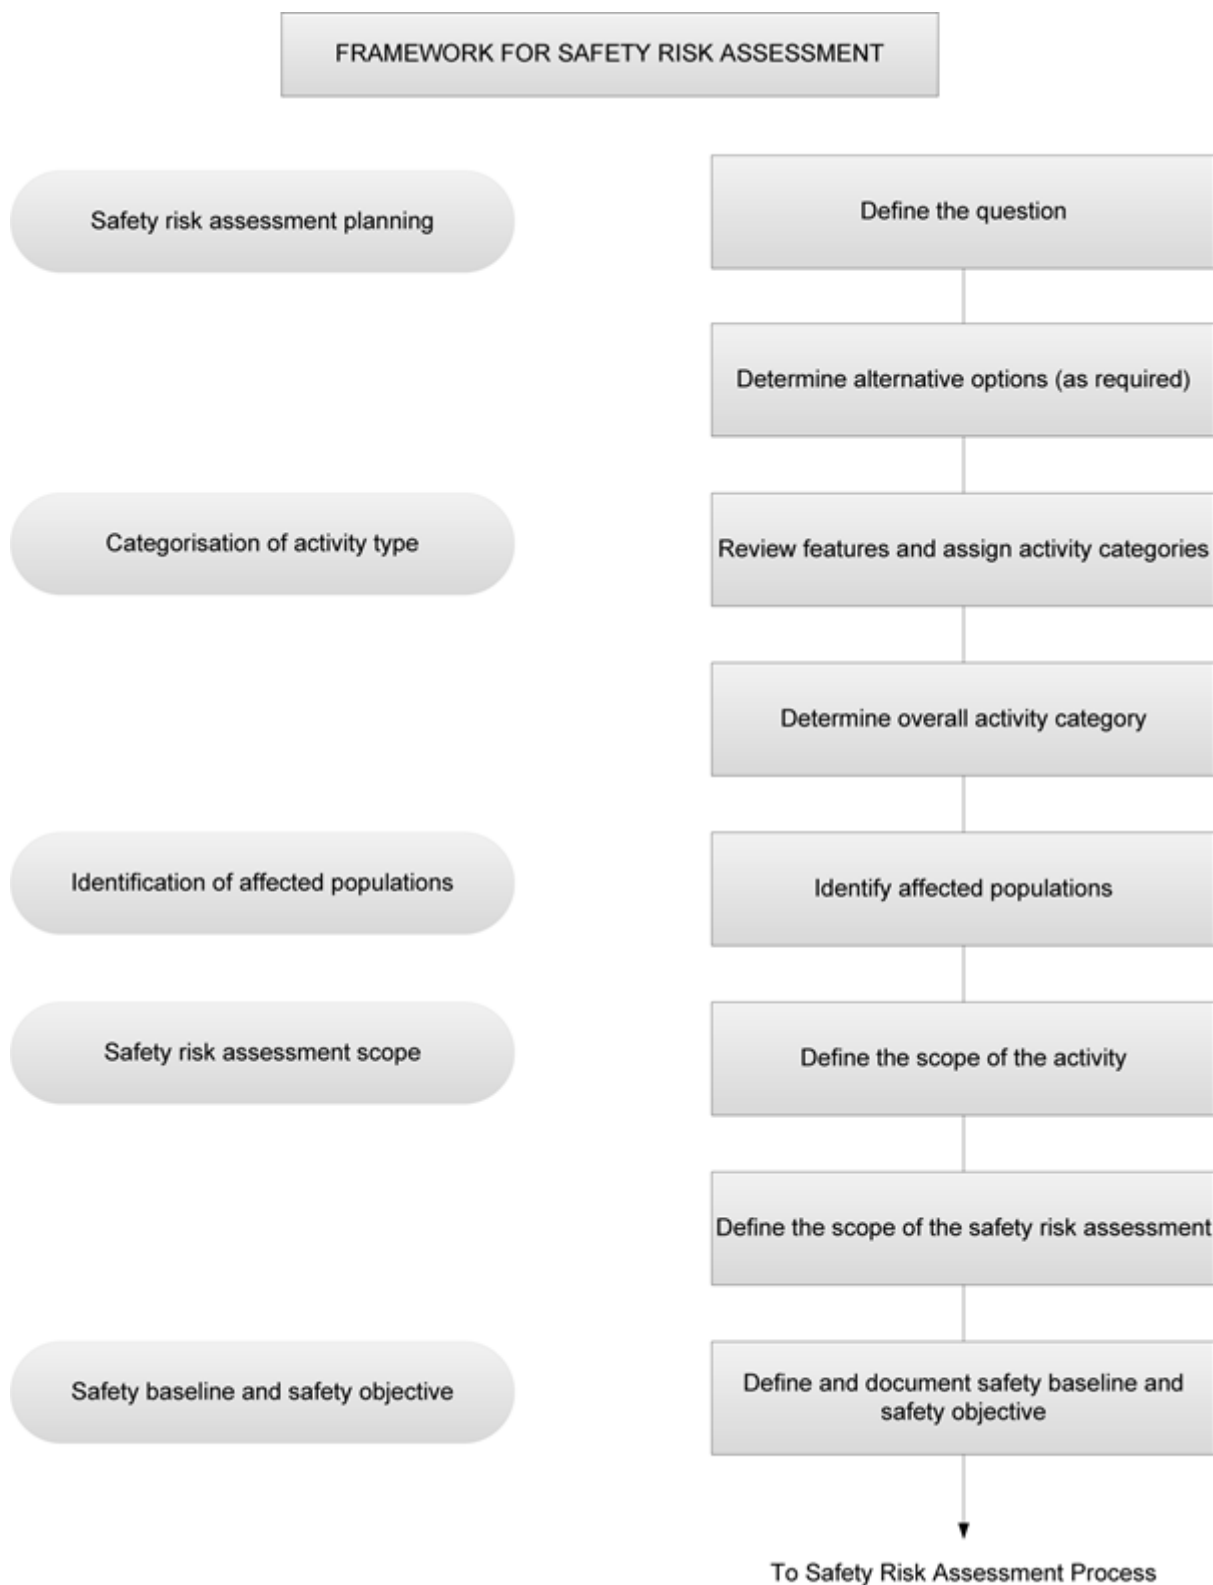 FRAMEWORK FOR SAFETY RISK ASSESSMENT
Safety risk assessment planning
Define the question
Determine alternative options (as required)
Categorisation of activity type
Review features and assign activity categories
Determine overall activity category
Identification of affected populations
Identify affected populations
Safety risk assessment scope
Define the scope of the activity
Define the scope of the safety risk assessment
Safety baseline and safety objective
Define and document safety baseline and
safety objective
To Safety Risk Assessment Process